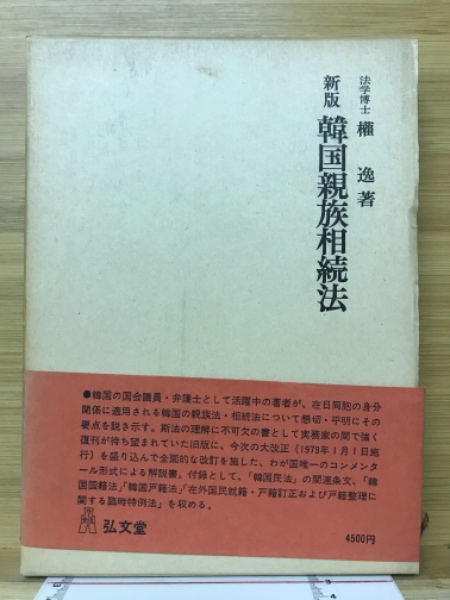 法学博士 權逸著
新版 韓国親族相続法
●韓国の国会議員・弁護士として活躍中の著者が、在日同胞の身分
関係に適用される韓国の親族法・相続法について懇切・平明にその
要点を説き示す。斯法の理解に不可欠の書として実務家の間で強く
復刊が待ち望まれていた旧版に、今次の大改正（1979年1月1日施
行）を盛り込んで全面的な改訂を施した、わが国唯一のコンメンタ
ール形式による解説書。付録として、「韓国民法」の関連条文、「韓
国国籍法」「韓国戸籍法」「在外国民就籍・戸籍訂正および戸籍整理に
関する臨時特例法」を収める。
弘文堂
4500円